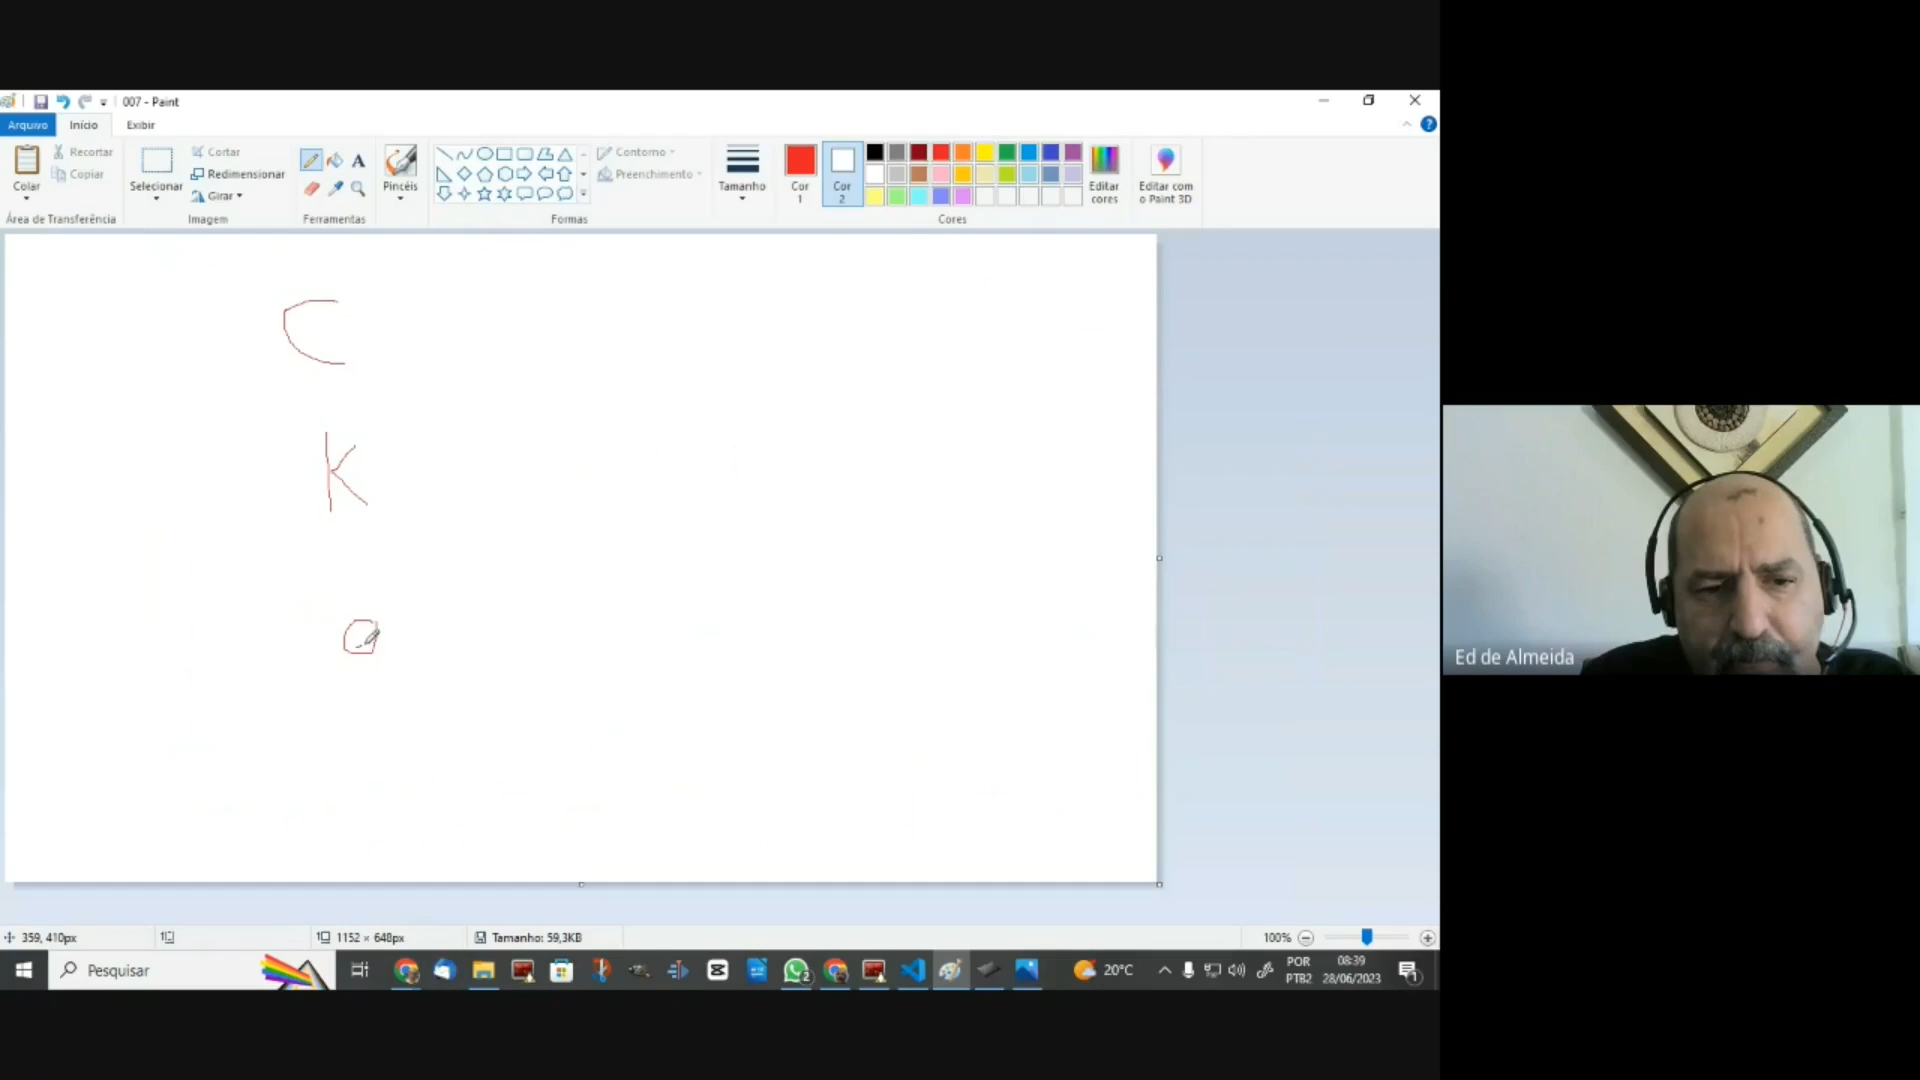 007 - Paint
Arquivo Início Exibir
Colar
Recortar
Copiar
Área de Transferência
Selecionar
Cortar
Redimensionar
Girar
Imagem
A
Ferramentas
Pincéis
Formas
Contorno
Preenchimento
Tamanho
Cor 1
Cor 2
Cores
Editar cores
Editar com o Paint 3D
C
K
Ed de Almeida
359, 410px
1152 × 648px
Tamanho: 59,3KB
100%
Pesquisar
2
20°C
POR
PTB2
08:39
28/06/2023
1